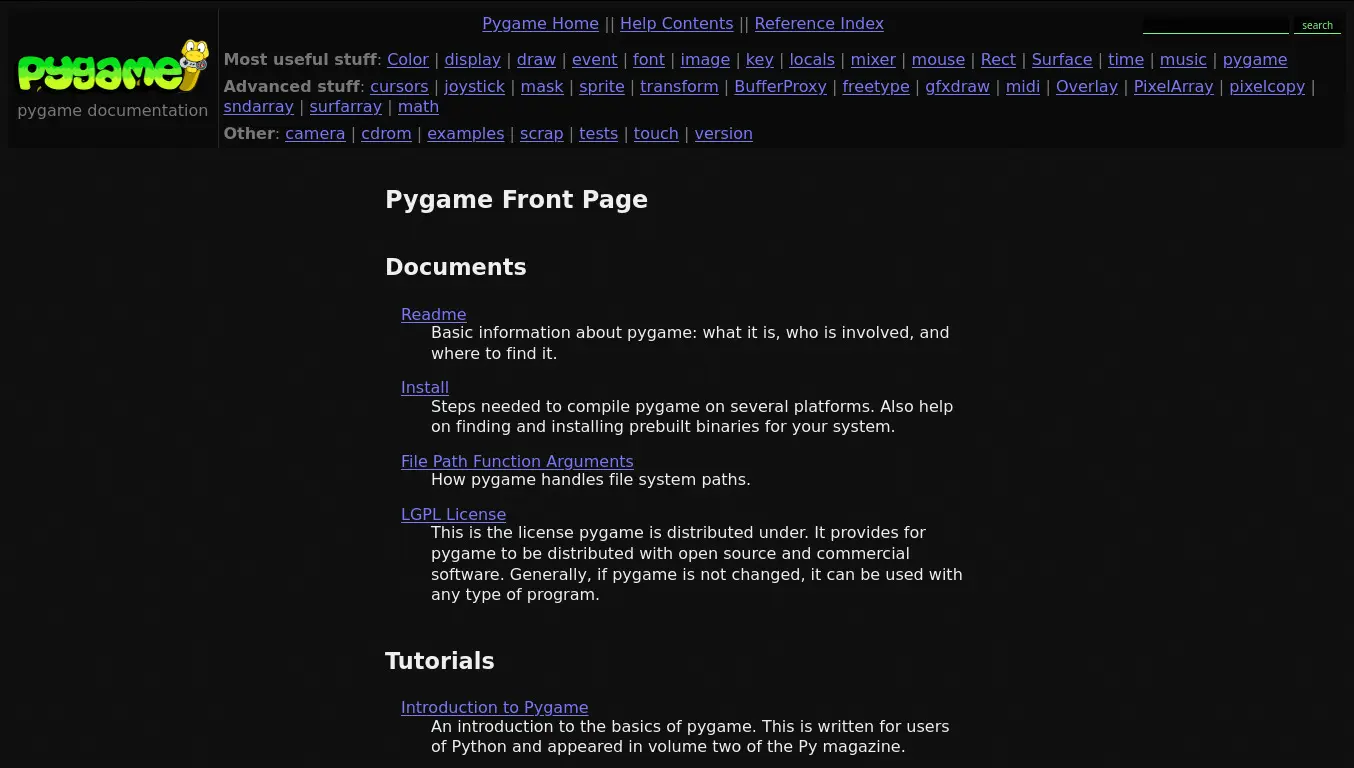 Pygame Home || Help Contents || Reference Index
search
pygame
pygame documentation
Most useful stuff: Color | display | draw | event | font | image | key | locals | mixer | mouse | Rect | Surface | time | music | pygame
Advanced stuff: cursors | joystick | mask | sprite | transform | BufferProxy | freetype | gfxdraw | midi | Overlay | PixelArray | pixelcopy |
sndarray | surfarray | math
Other: camera | cdrom | examples | scrap | tests | touch | version
Pygame Front Page
Documents
Readme
Basic information about pygame: what it is, who is involved, and
where to find it.
Install
Steps needed to compile pygame on several platforms. Also help
on finding and installing prebuilt binaries for your system.
File Path Function Arguments
How pygame handles file system paths.
LGPL License
This is the license pygame is distributed under. It provides for
pygame to be distributed with open source and commercial
software. Generally, if pygame is not changed, it can be used with
any type of program.
Tutorials
Introduction to Pygame
An introduction to the basics of pygame. This is written for users
of Python and appeared in volume two of the Py magazine.